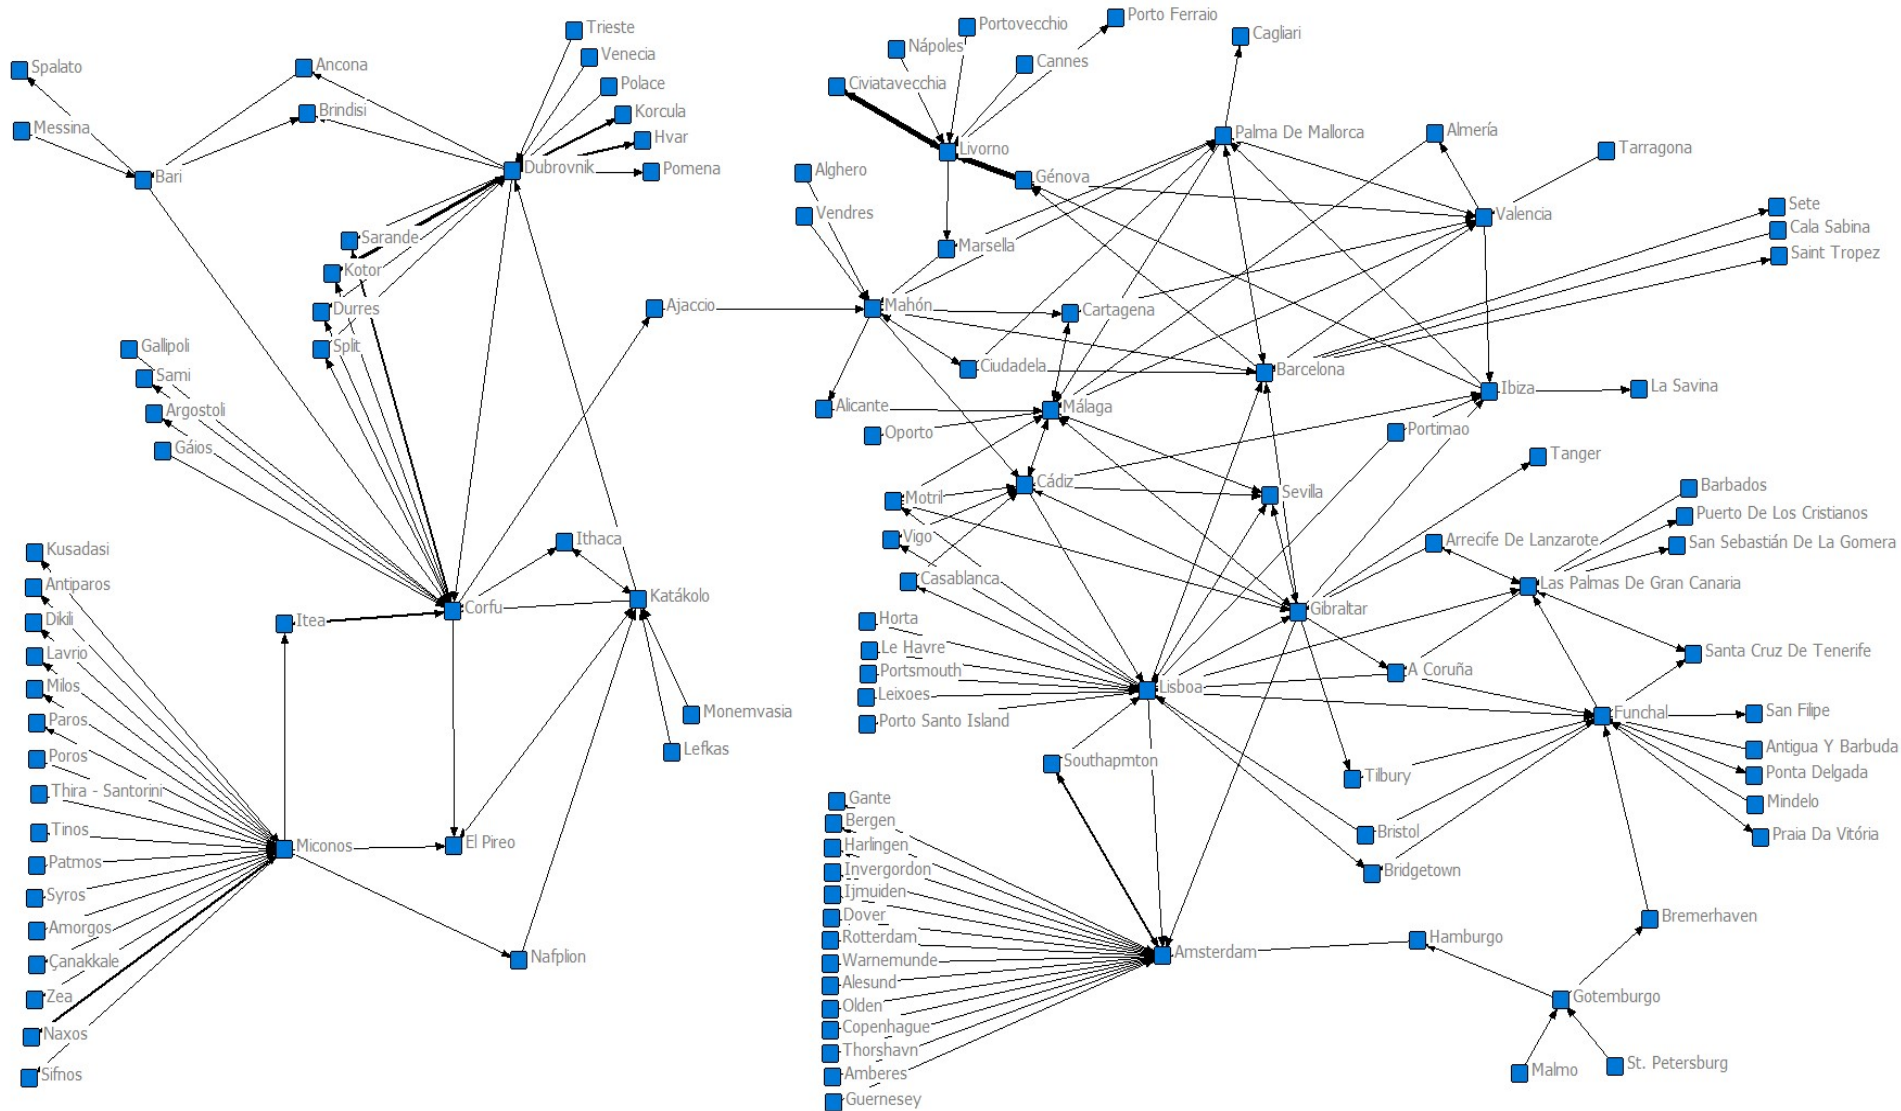 Spalato
Messina
Ancona
Brindisi
Bari
Trieste
Venecia
Polace
Korcula
Hvar
Pomena
Dubrovnik
Sarande
Kotor
Durres
Split
Gallipoli
Sami
Argostoli
Gáios
Ajaccio
Ithaca
Katákolo
Corfu
Itea
Monemvasia
Lefkas
El Pireo
Miconos
Nafplion
Kusadasi
Antiparos
Dikili
Lavrio
Milos
Paros
Poros
Thira - Santorini
Tinos
Patmos
Syros
Amorgos
Çanakkale
Zea
Naxos
Sifnos
Portovecchio
Porto Ferraio
Nápoles
Cannes
Civiatavecchia
Livorno
Génova
Cagliari
Palma De Mallorca
Almería
Tarragona
Valencia
Sete
Cala Sabina
Saint Tropez
Alghero
Vendres
Marsella
Mahón
Cartagena
Ciudadela
Barcelona
Ibiza
La Savina
Alicante
Málaga
Oporto
Portimao
Tanger
Cádiz
Sevilla
Motril
Vigo
Casablanca
Barbados
Puerto De Los Cristianos
San Sebastián De La Gomera
Arrecife De Lanzarote
Las Palmas De Gran Canaria
Gibraltar
Horta
Le Havre
Portsmouth
Leixoes
Porto Santo Island
Lisboa
A Coruña
Santa Cruz De Tenerife
Funchal
San Filipe
Antigua Y Barbuda
Ponta Delgada
Mindelo
Praia Da Vitória
Southapmton
Tilbury
Bristol
Bridgetown
Gante
Bergen
Harlingen
Invergordon
Ijmuiden
Dover
Rotterdam
Warnemunde
Alesund
Olden
Copenhague
Thorshavn
Amberes
Guernesey
Amsterdam
Hamburgo
Bremerhaven
Gotemburgo
Malmo
St. Petersburg